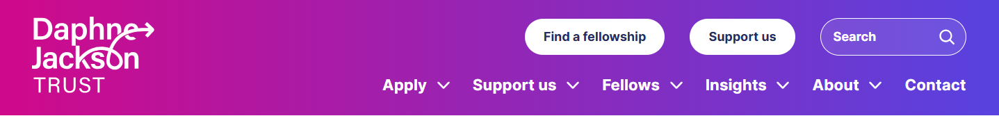 Daphne
Jackson
TRUST
Find a fellowship
Support us
Search
Apply
Support us
Fellows
Insights
About
Contact